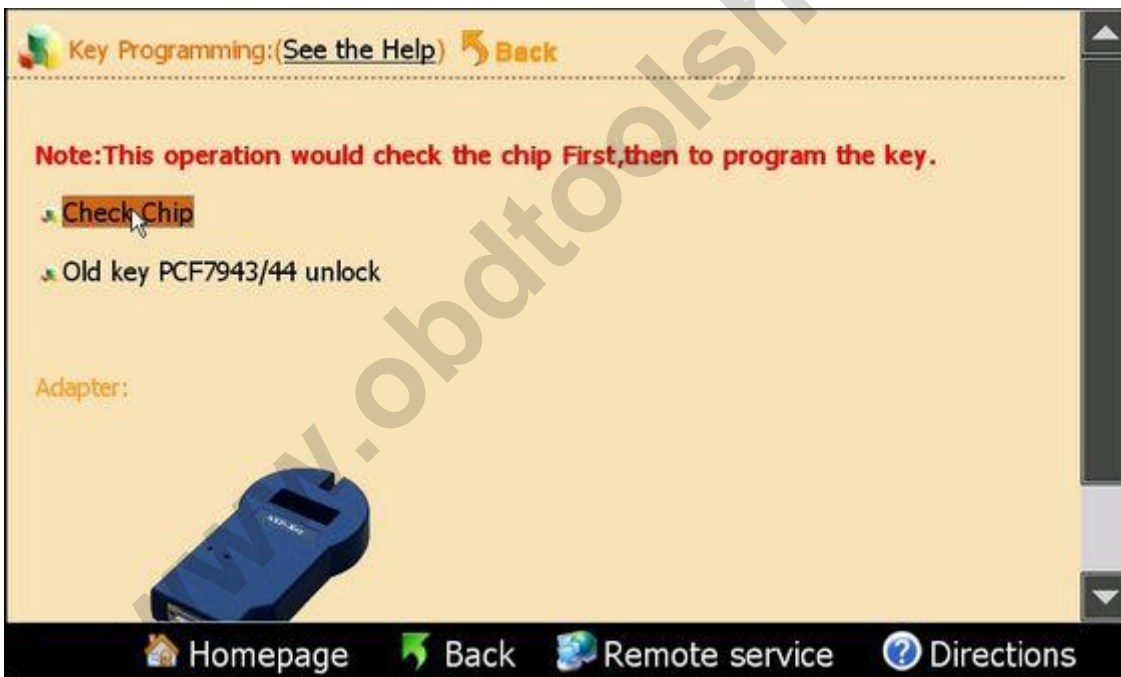 Key Programming:(See the Help) Back
Note:This operation would check the chip First,then to program the key.
Check Chip
Old key PCF7943/44 unlock
Adapter:
Homepage Back Remote service Directions
www.obdtoolsh